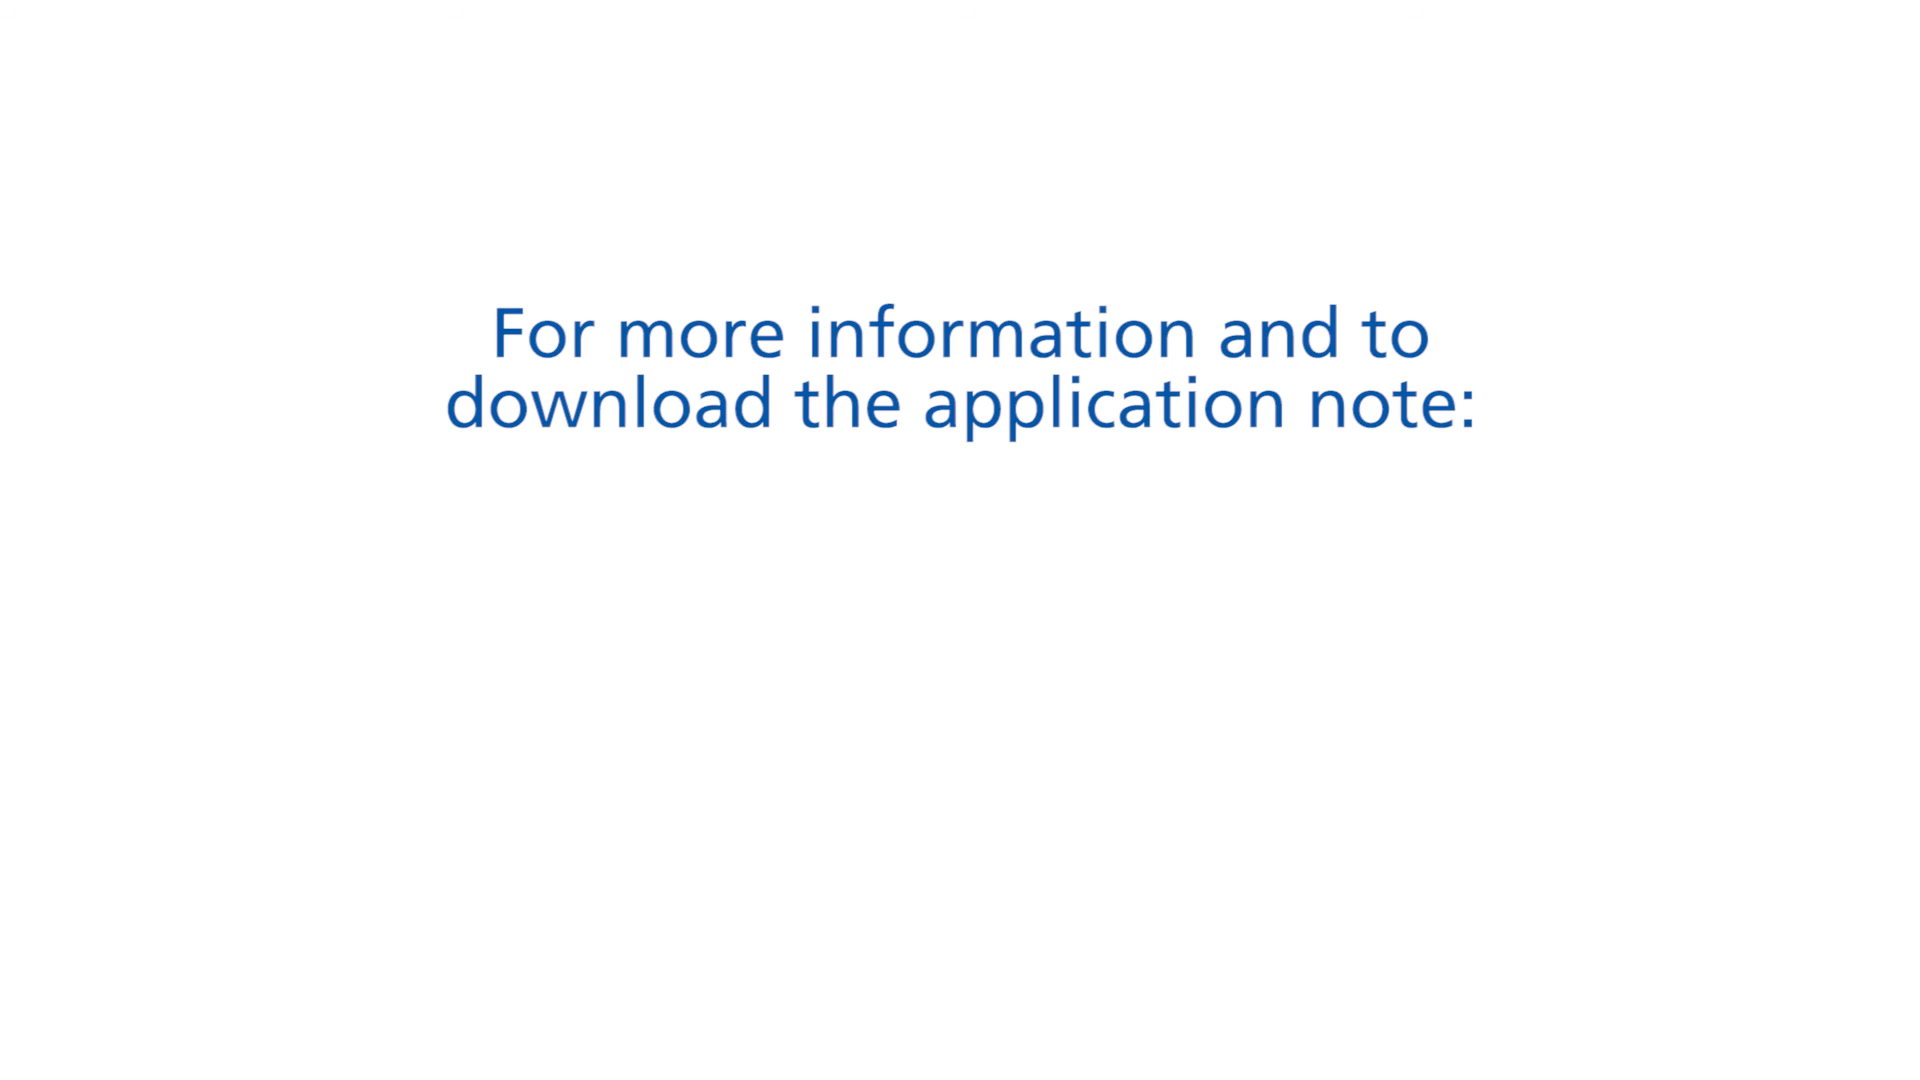 For more information and to
download the application note: